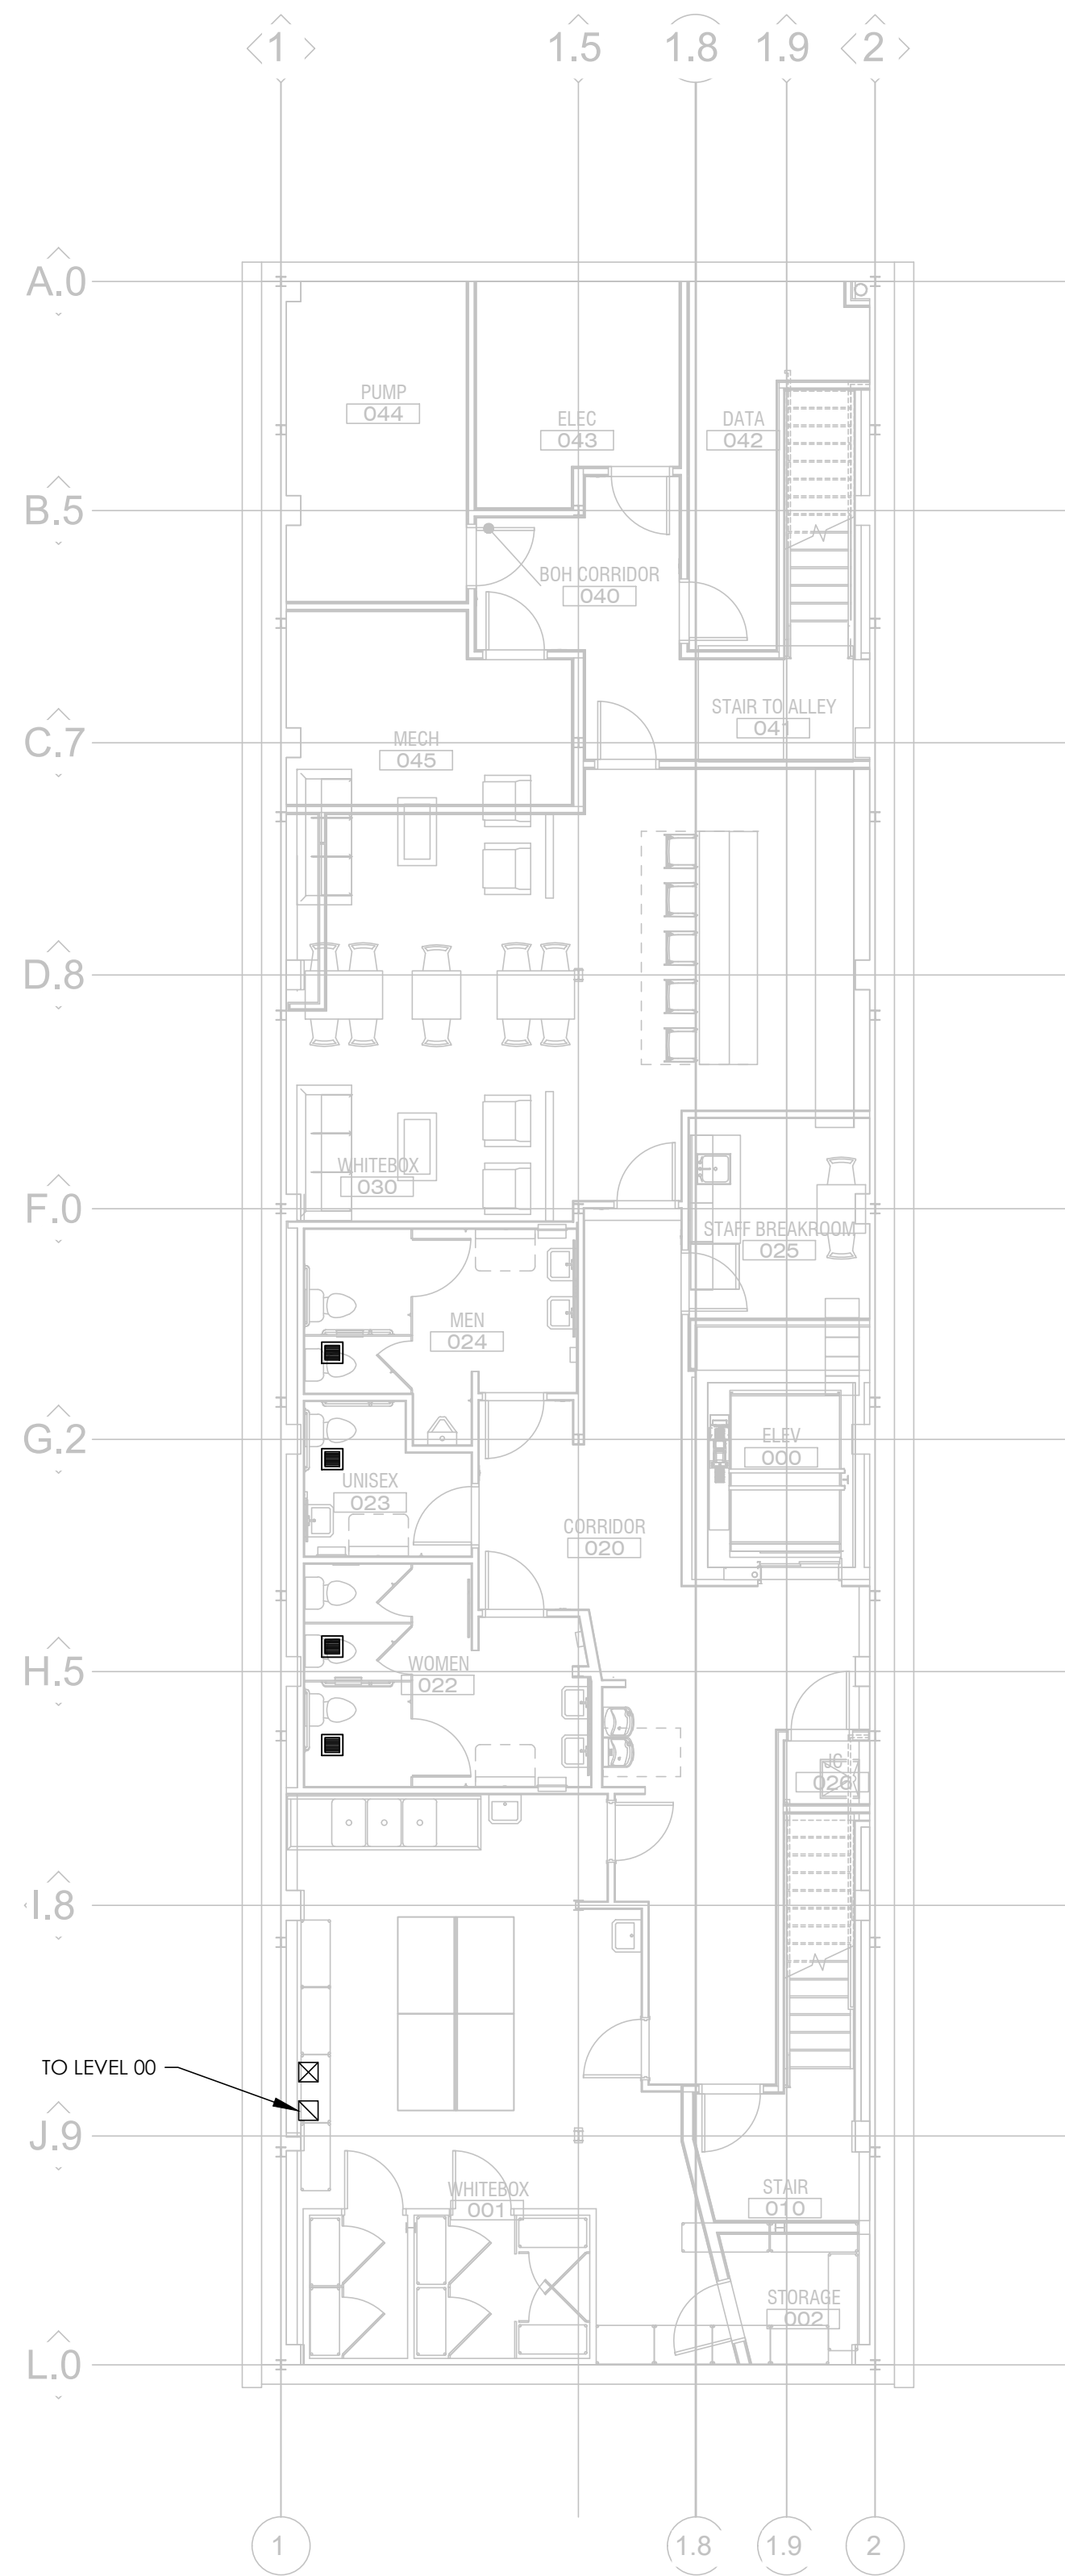 1
1.5
1.8
1.9
2
A.0
PUMP
044
ELEC
043
DATA
042
B.5
BOH CORRIDOR
040
STAIR TO ALLEY
041
C.7
MECH
045
D.8
WHITEBOX
030
F.0
STAFF BREAKROOM
025
MEN
024
G.2
ELEV
000
UNISEX
023
CORRIDOR
020
H.5
WOMEN
022
JC
026
I.8
TO LEVEL 00
J.9
WHITEBOX
001
STAIR
010
STORAGE
002
L.0
1
1.8
1.9
2